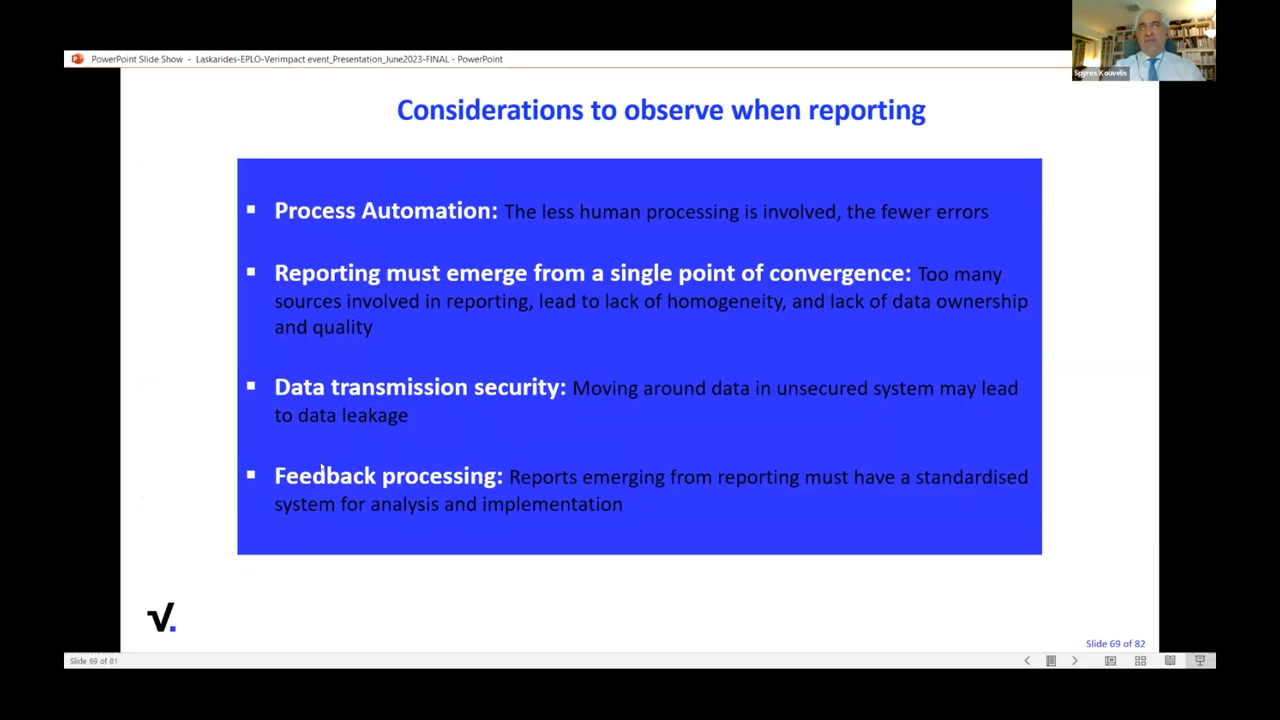 PowerPoint Slide Show - Laskarides-EPLO-Verimpact event_Presentation_June2023-FINAL - PowerPoint
Spyros Kouvelis
Considerations to observe when reporting
▪ Process Automation: The less human processing is involved, the fewer errors
▪ Reporting must emerge from a single point of convergence: Too many
sources involved in reporting, lead to lack of homogeneity, and lack of data ownership
and quality
▪ Data transmission security: Moving around data in unsecured system may lead
to data leakage
▪ Feedback processing: Reports emerging from reporting must have a standardised
system for analysis and implementation
V.
Slide 69 of 82
Slide 69 of 81